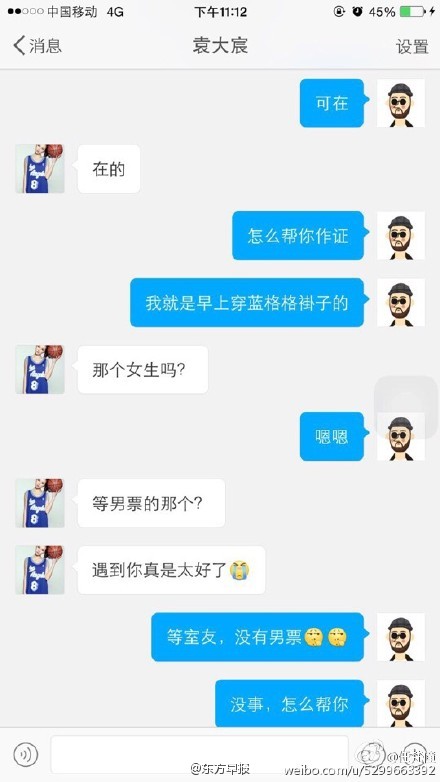 中国移动 4G 下午11:12 45%
消息 袁大宸 设置
可在
在的
怎么帮你作证
我就是早上穿蓝格格褂子的
那个女生吗？
嗯嗯
等男票的那个？
遇到你真是太好了😭
等室友，没有男票🤭🤭
没事，怎么帮你
@东方早报 weibo.com/u/5299663392